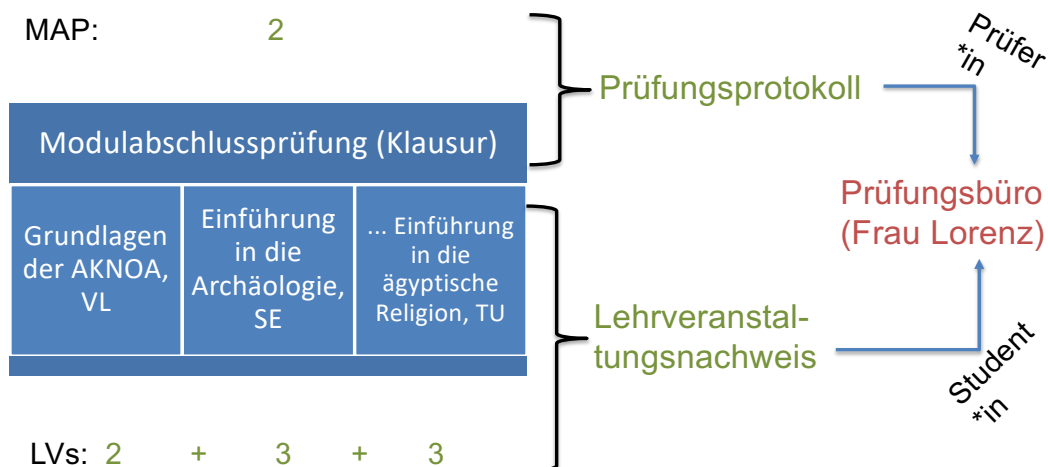 MAP: 2
Prüfungsprotokoll
Prüfer
*in
Modulabschlussprüfung (Klausur)
Grundlagen
der AKNOA,
VL
Einführung
in die
Archäologie,
SE
... Einführung
in die
ägyptische
Religion, TU
Prüfungsbüro
(Frau Lorenz)
Lehrveranstal-
tungsnachweis
Student
*in
LVs: 2 + 3 + 3